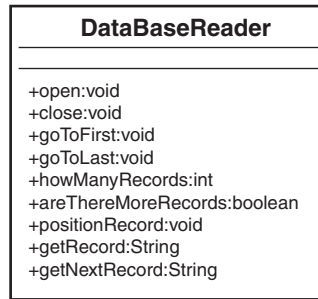 DataBaseReader
+open:void
+close:void
+goToFirst:void
+goToLast:void
+howManyRecords:int
+areThereMoreRecords:boolean
+positionRecord:void
+getRecord:String
+getNextRecord:String